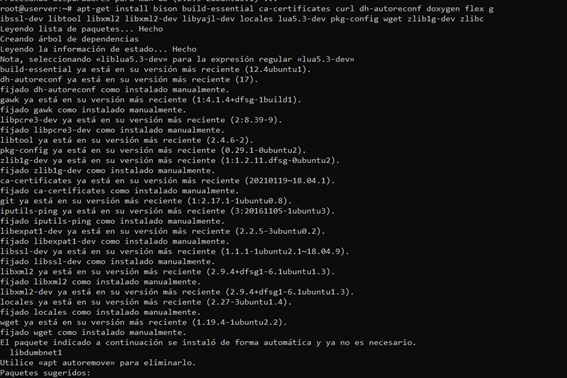 root@userver:~# apt-get install bison build-essential ca-certificates curl dh-autoreconf doxygen flex g
ibssl-dev libtool libxml2 libxml2-dev libyajl-dev locales lua5.3-dev pkg-config wget zlib1g-dev zlibc
Leyendo lista de paquetes... Hecho
Creando árbol de dependencias
Leyendo la información de estado... Hecho
Nota, seleccionando «liblua5.3-dev» para la expresión regular «lua5.3-dev»
build-essential ya está en su versión más reciente (12.4ubuntu1).
dh-autoreconf ya está en su versión más reciente (17).
fijado dh-autoreconf como instalado manualmente.
gawk ya está en su versión más reciente (1:4.1.4+dfsg-1build1).
fijado gawk como instalado manualmente.
libpcre3-dev ya está en su versión más reciente (2:8.39-9).
fijado libpcre3-dev como instalado manualmente.
libtool ya está en su versión más reciente (2.4.6-2).
pkg-config ya está en su versión más reciente (0.29.1-0ubuntu2).
zlib1g-dev ya está en su versión más reciente (1:1.2.11.dfsg-0ubuntu2).
fijado zlib1g-dev como instalado manualmente.
ca-certificates ya está en su versión más reciente (20210119~18.04.1).
fijado ca-certificates como instalado manualmente.
git ya está en su versión más reciente (1:2.17.1-1ubuntu0.8).
iputils-ping ya está en su versión más reciente (3:20161105-1ubuntu3).
fijado iputils-ping como instalado manualmente.
libexpat1-dev ya está en su versión más reciente (2.2.5-3ubuntu0.2).
fijado libexpat1-dev como instalado manualmente.
libssl-dev ya está en su versión más reciente (1.1.1-1ubuntu2.1~18.04.9).
fijado libssl-dev como instalado manualmente.
libxml2 ya está en su versión más reciente (2.9.4+dfsg1-6.1ubuntu1.3).
fijado libxml2 como instalado manualmente.
libxml2-dev ya está en su versión más reciente (2.9.4+dfsg1-6.1ubuntu1.3).
fijado libxml2-dev como instalado manualmente.
locales ya está en su versión más reciente (2.27-3ubuntu1.4).
fijado locales como instalado manualmente.
wget ya está en su versión más reciente (1.19.4-1ubuntu2.2).
fijado wget como instalado manualmente.
El paquete indicado a continuación se instaló de forma automática y ya no es necesario.
libdumbnet1
Utilice «apt autoremove» para eliminarlo.
Paquetes sugeridos: